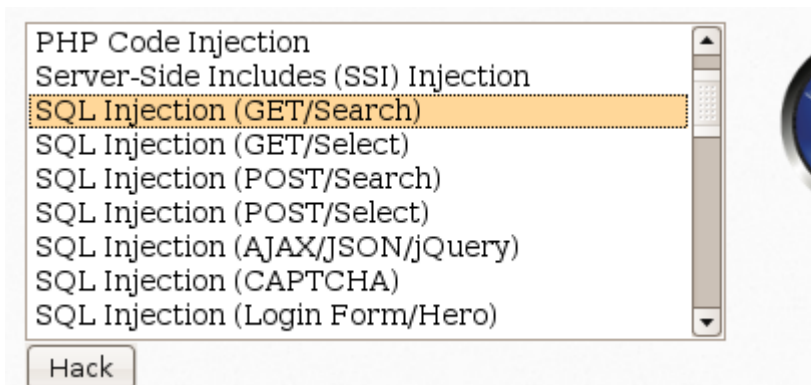 PHP Code Injection
Server-Side Includes (SSI) Injection
SQL Injection (GET/Search)
SQL Injection (GET/Select)
SQL Injection (POST/Search)
SQL Injection (POST/Select)
SQL Injection (AJAX/JSON/jQuery)
SQL Injection (CAPTCHA)
SQL Injection (Login Form/Hero)
Hack